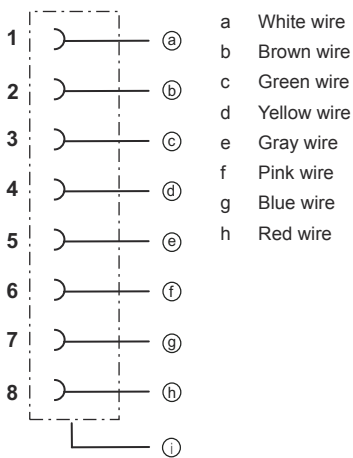 1 ⓐ
2 ⓑ
3 ⓒ
4 ⓓ
5 ⓔ
6 ⓕ
7 ⓖ
8 ⓗ
ⓘ
a White wire
b Brown wire
c Green wire
d Yellow wire
e Gray wire
f Pink wire
g Blue wire
h Red wire